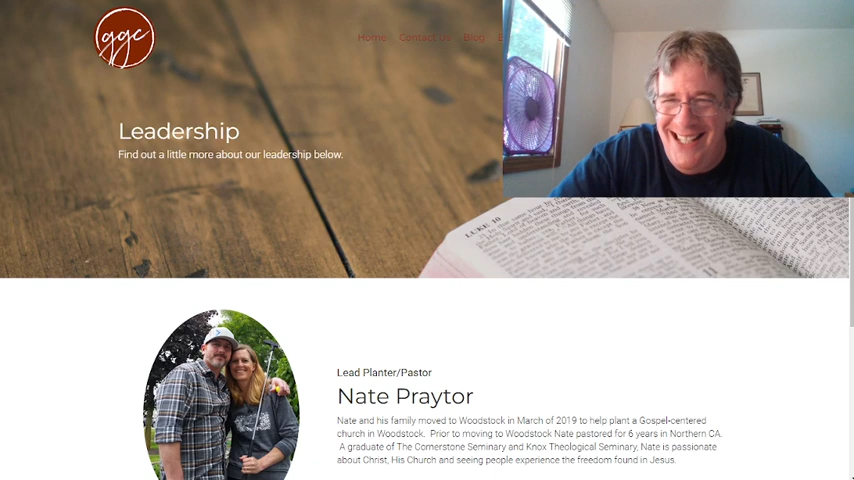 ggc
Home Contact Us Blog
Leadership
Find out a little more about our leadership below.
LUKE 10
Lead Planter/Pastor
Nate Praytor
Nate and his family moved to Woodstock in March of 2019 to help plant a Gospel-centered
church in Woodstock. Prior to moving to Woodstock Nate pastored for 6 years in Northern CA.
A graduate of The Cornerstone Seminary and Knox Theological Seminary, Nate is passionate
about Christ, His Church and seeing people experience the freedom found in Jesus.